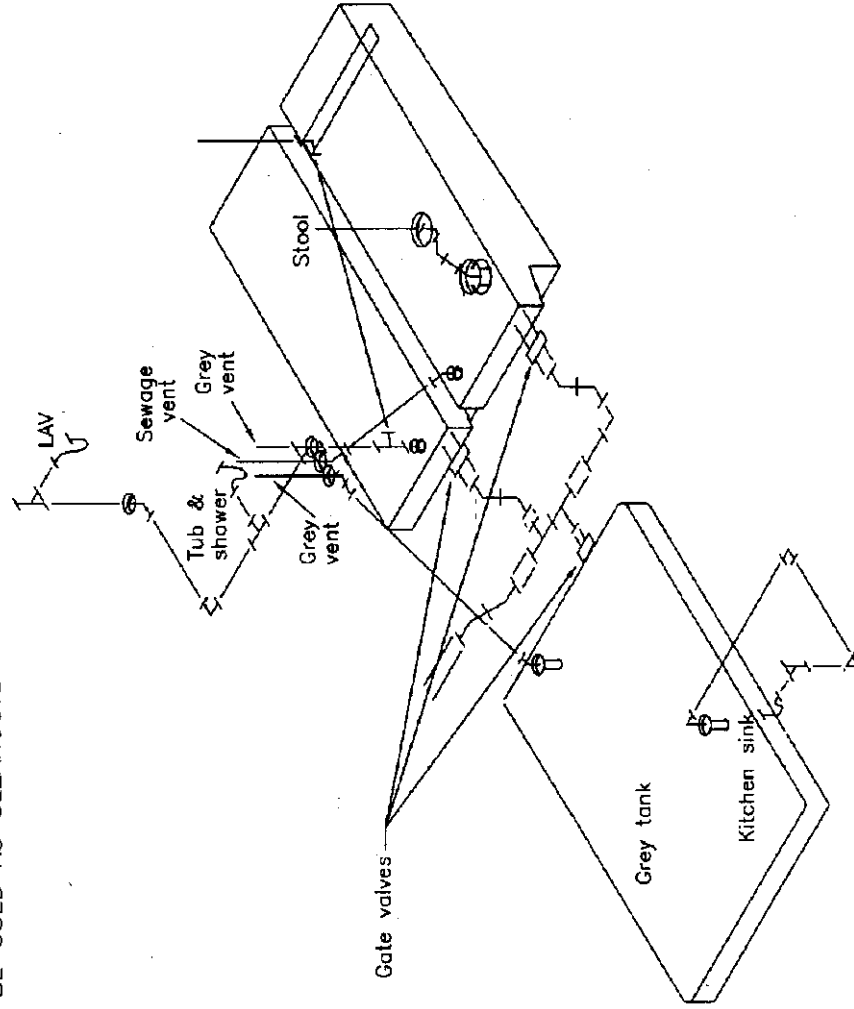 LAV
Sewage
vent
Grey
vent
Tub &
shower
Grey
vent
Stool
Gate valves
Grey tank
Kitchen sink